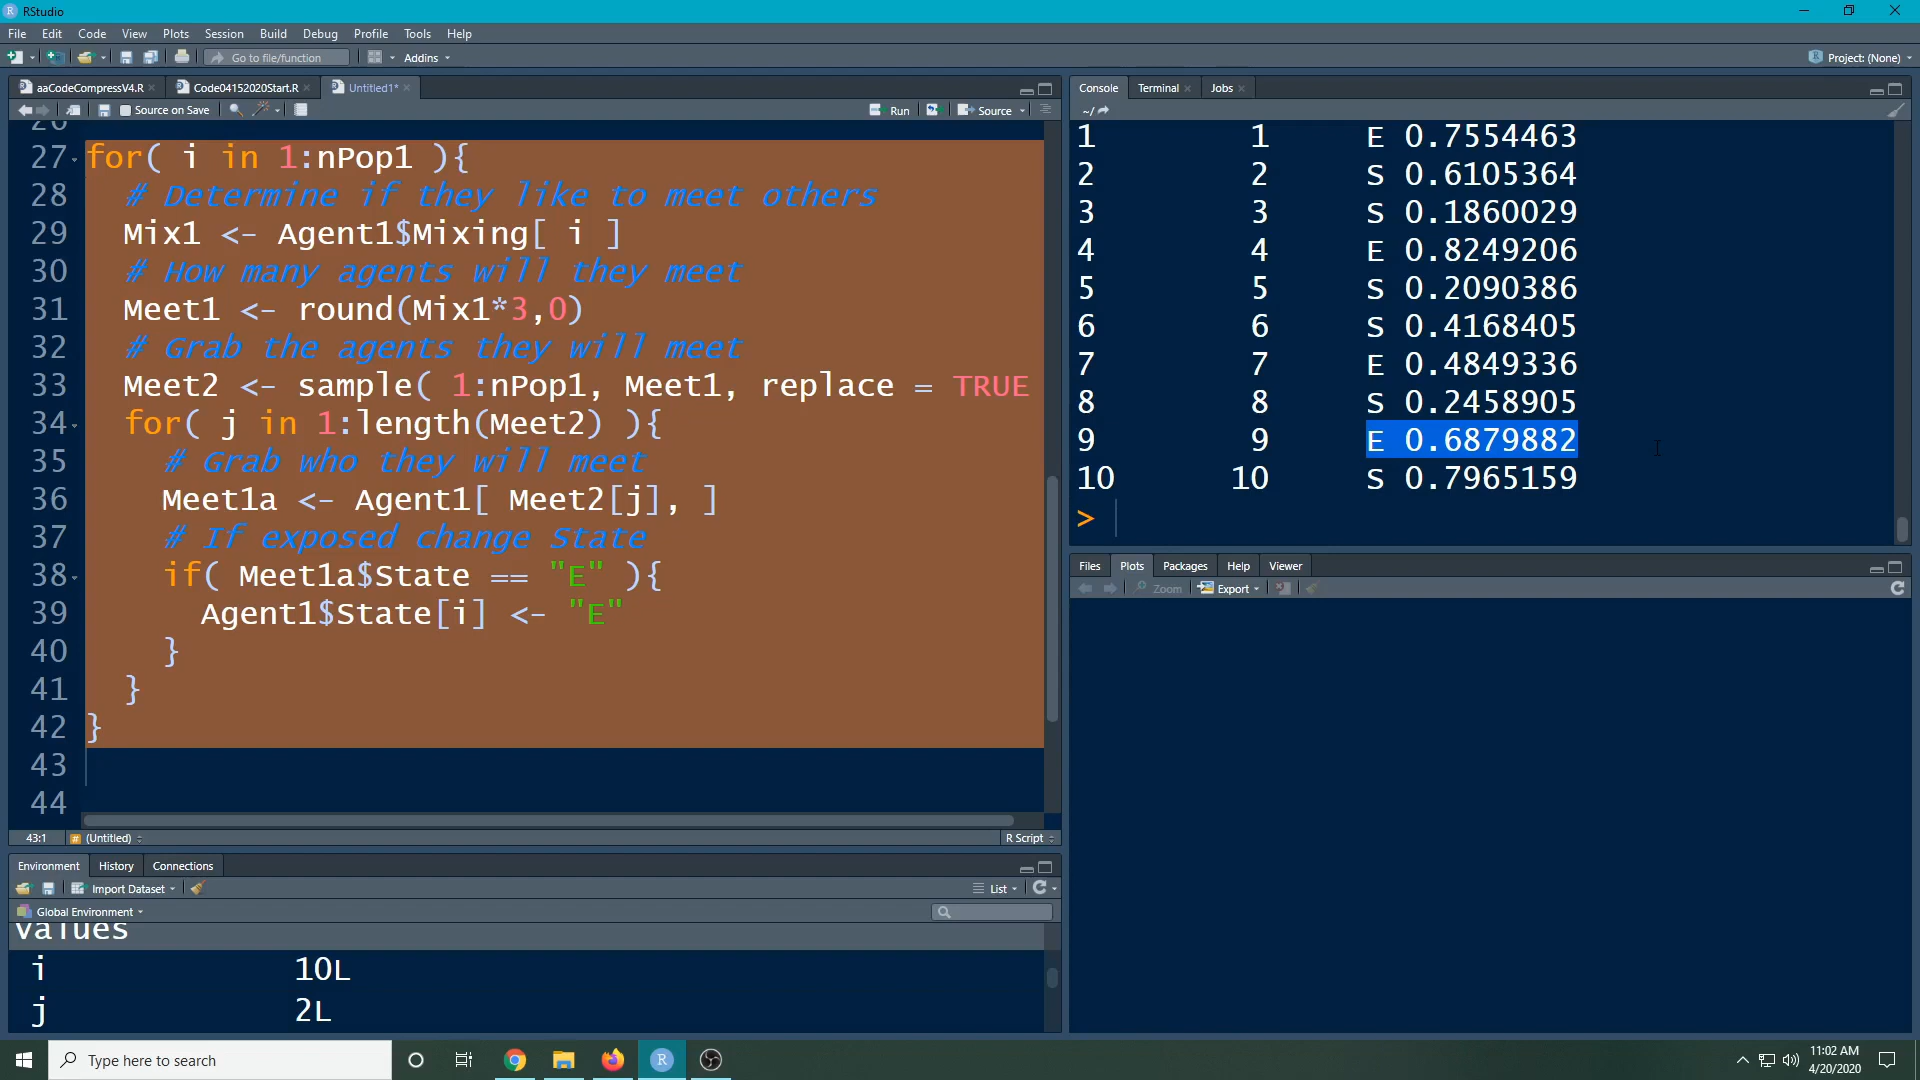 RStudio
File Edit Code View Plots Session Build Debug Profile Tools Help
Go to file/function Addins Project: (None)
aaCodeCompressV4.R Code04152020Start.R Untitled1*
Source on Save Run Source
26
27 for( i in 1:nPop1 ){
28 # Determine if they like to meet others
29 Mix1 <- Agent1$Mixing[ i ]
30 # How many agents will they meet
31 Meet1 <- round(Mix1*3,0)
32 # Grab the agents they will meet
33 Meet2 <- sample( 1:nPop1, Meet1, replace = TRUE
34 for( j in 1:length(Meet2) ){
35 # Grab who they will meet
36 Meet1a <- Agent1[ Meet2[j], ]
37 # If exposed change State
38 if( Meet1a$State == "E" ){
39 Agent1$State[i] <- "E"
40 }
41 }
42 }
43
44
43:1 (Untitled) R Script
Environment History Connections
Import Dataset List
Global Environment
Values
i 10L
j 2L
Console Terminal Jobs
~/
1 1 E 0.7554463
2 2 S 0.6105364
3 3 S 0.1860029
4 4 E 0.8249206
5 5 S 0.2090386
6 6 S 0.4168405
7 7 E 0.4849336
8 8 S 0.2458905
9 9 E 0.6879882
10 10 S 0.7965159
>
Files Plots Packages Help Viewer
Zoom Export
Type here to search
11:02 AM
4/20/2020